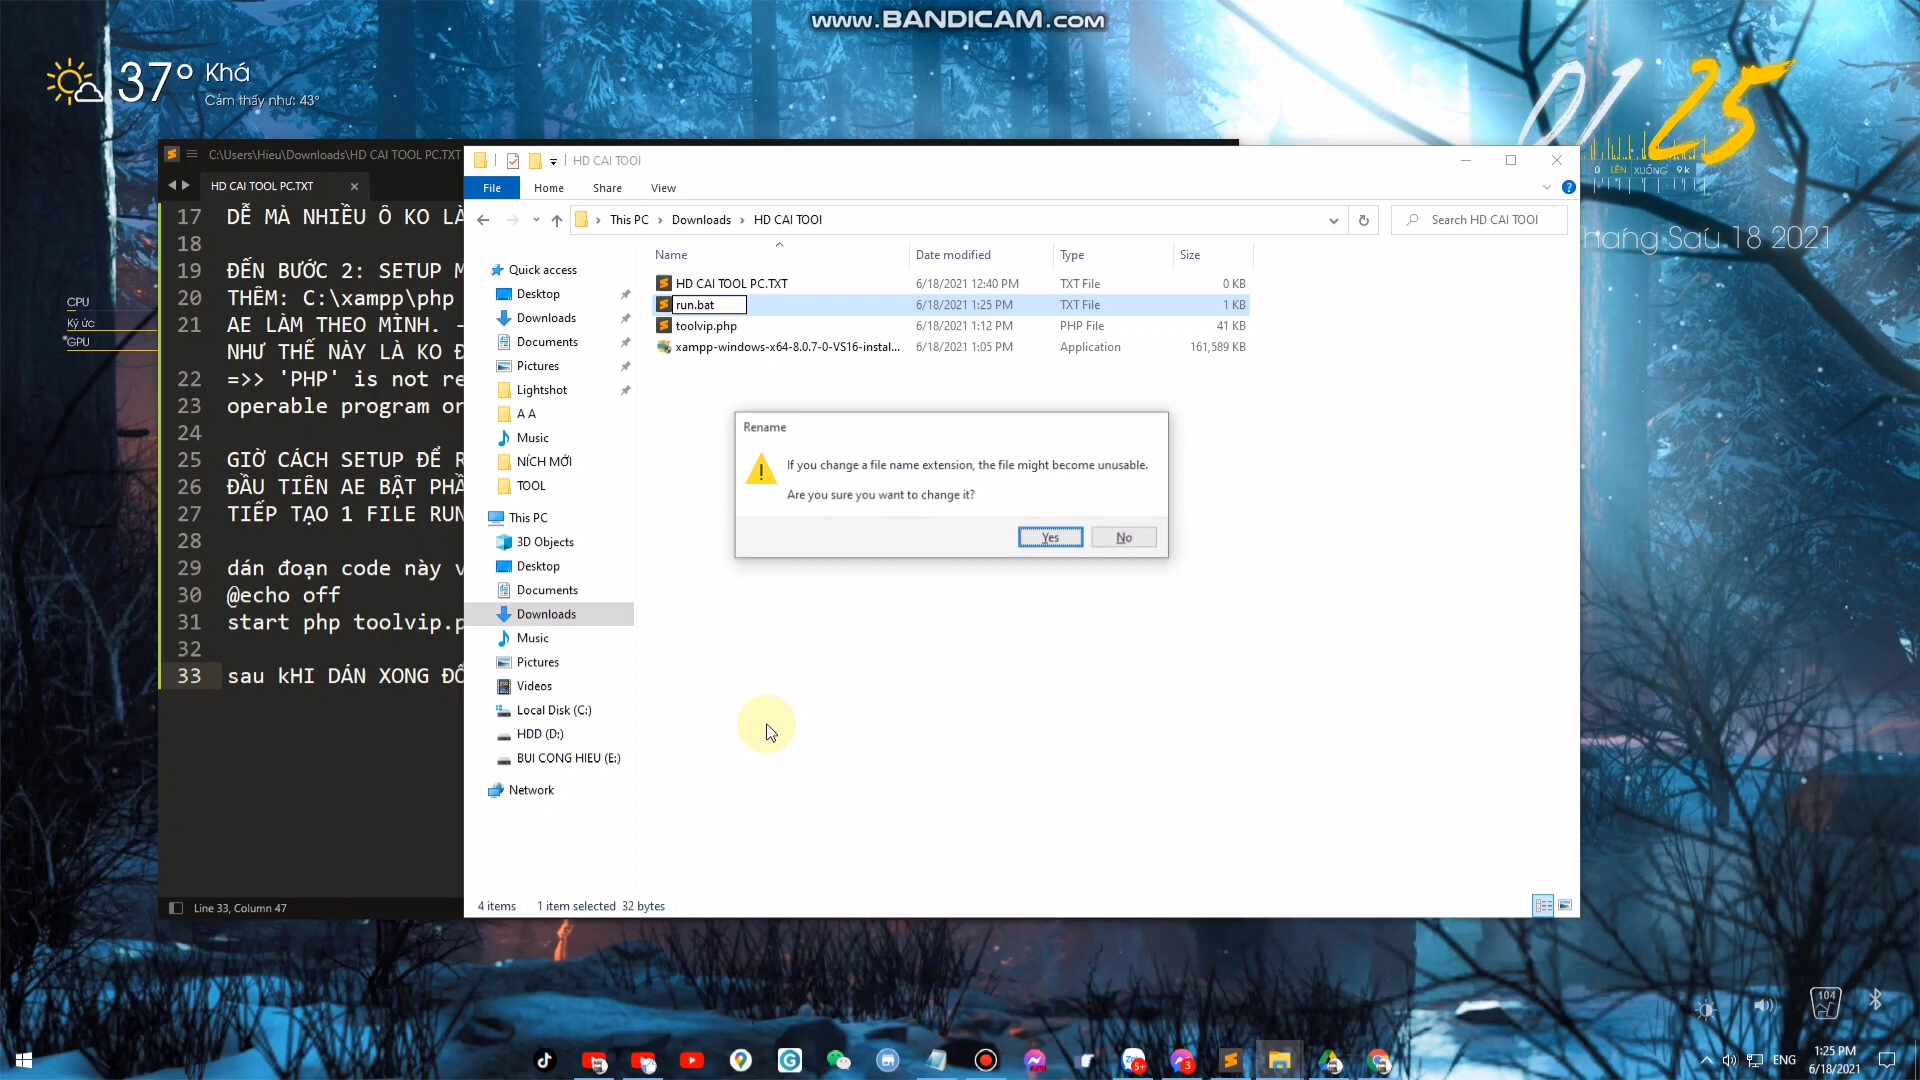 www.BANDICAM.com
37° Khá
Cảm thấy như: 43°
01 25
0 LÊN XUỐNG 9k
Tháng Sáu.18 2021
CPU
Ký ức
GPU
C:\Users\Hieu\Downloads\HD CAI TOOL PC.TXT
HD CAI TOOL PC.TXT
17 DỄ MÀ NHIỀU Ô KO LÀ
18
19 ĐẾN BƯỚC 2: SETUP M
20 THÊM: C:\xampp\php
21 AE LÀM THEO MÌNH. -
NHƯ THẾ NÀY LÀ KO Đ
22 =>> 'PHP' is not re
23 operable program or
24
25 GIỜ CÁCH SETUP ĐỂ R
26 ĐẦU TIÊN AE BẬT PHẦ
27 TIẾP TẠO 1 FILE RUN
28
29 dán đoạn code này v
30 @echo off
31 start php toolvip.p
32
33 sau kHI DÁN XONG ĐỔ
Line 33, Column 47
HD CAI TOOl
File Home Share View
This PC > Downloads > HD CAI TOOl
Search HD CAI TOOl
Name Date modified Type Size
HD CAI TOOL PC.TXT 6/18/2021 12:40 PM TXT File 0 KB
run.bat 6/18/2021 1:25 PM TXT File 1 KB
toolvip.php 6/18/2021 1:12 PM PHP File 41 KB
xampp-windows-x64-8.0.7-0-VS16-instal... 6/18/2021 1:05 PM Application 161,589 KB
Quick access
Desktop
Downloads
Documents
Pictures
Lightshot
A A
Music
NÍCH MỚI
TOOL
This PC
3D Objects
Desktop
Documents
Downloads
Music
Pictures
Videos
Local Disk (C:)
HDD (D:)
BUI CONG HIEU (E:)
Network
Rename
If you change a file name extension, the file might become unusable.
Are you sure you want to change it?
Yes No
4 items 1 item selected 32 bytes
104
ENG
1:25 PM
6/18/2021